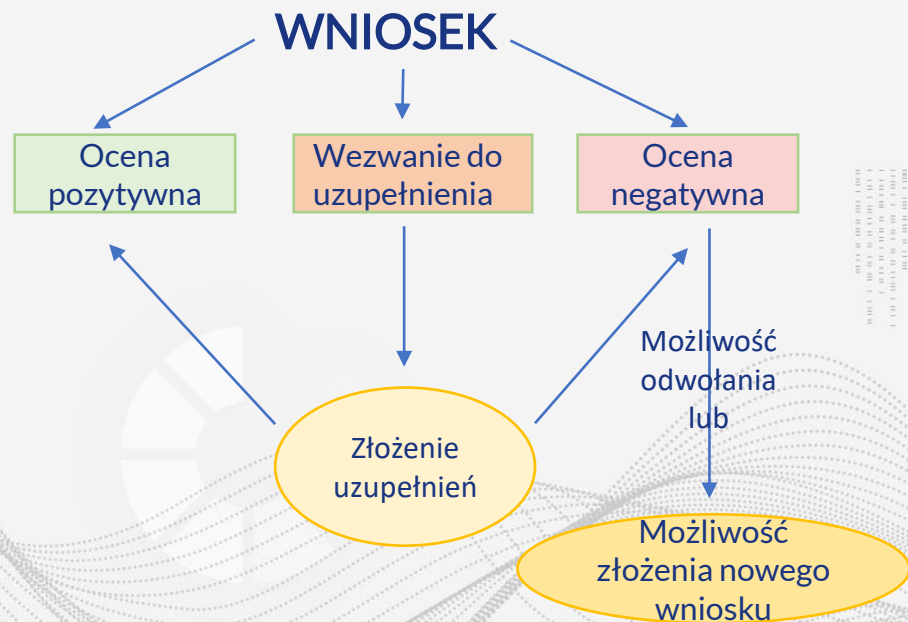 WNIOSEK
Ocena
pozytywna
Wezwanie do
uzupełnienia
Ocena
negatywna
Możliwość
odwołania
lub
Złożenie
uzupełnień
Możliwość
złożenia nowego
wniosku